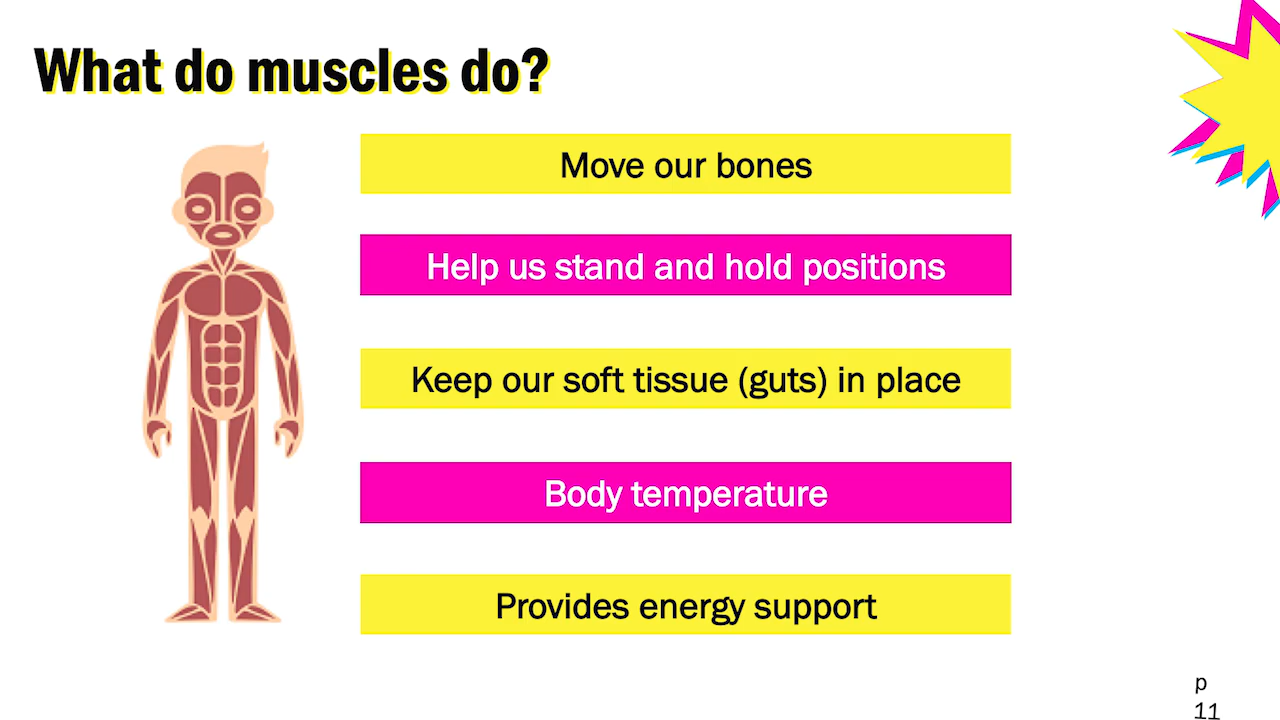 What do muscles do?
Move our bones
Help us stand and hold positions
Keep our soft tissue (guts) in place
Body temperature
Provides energy support
p
11